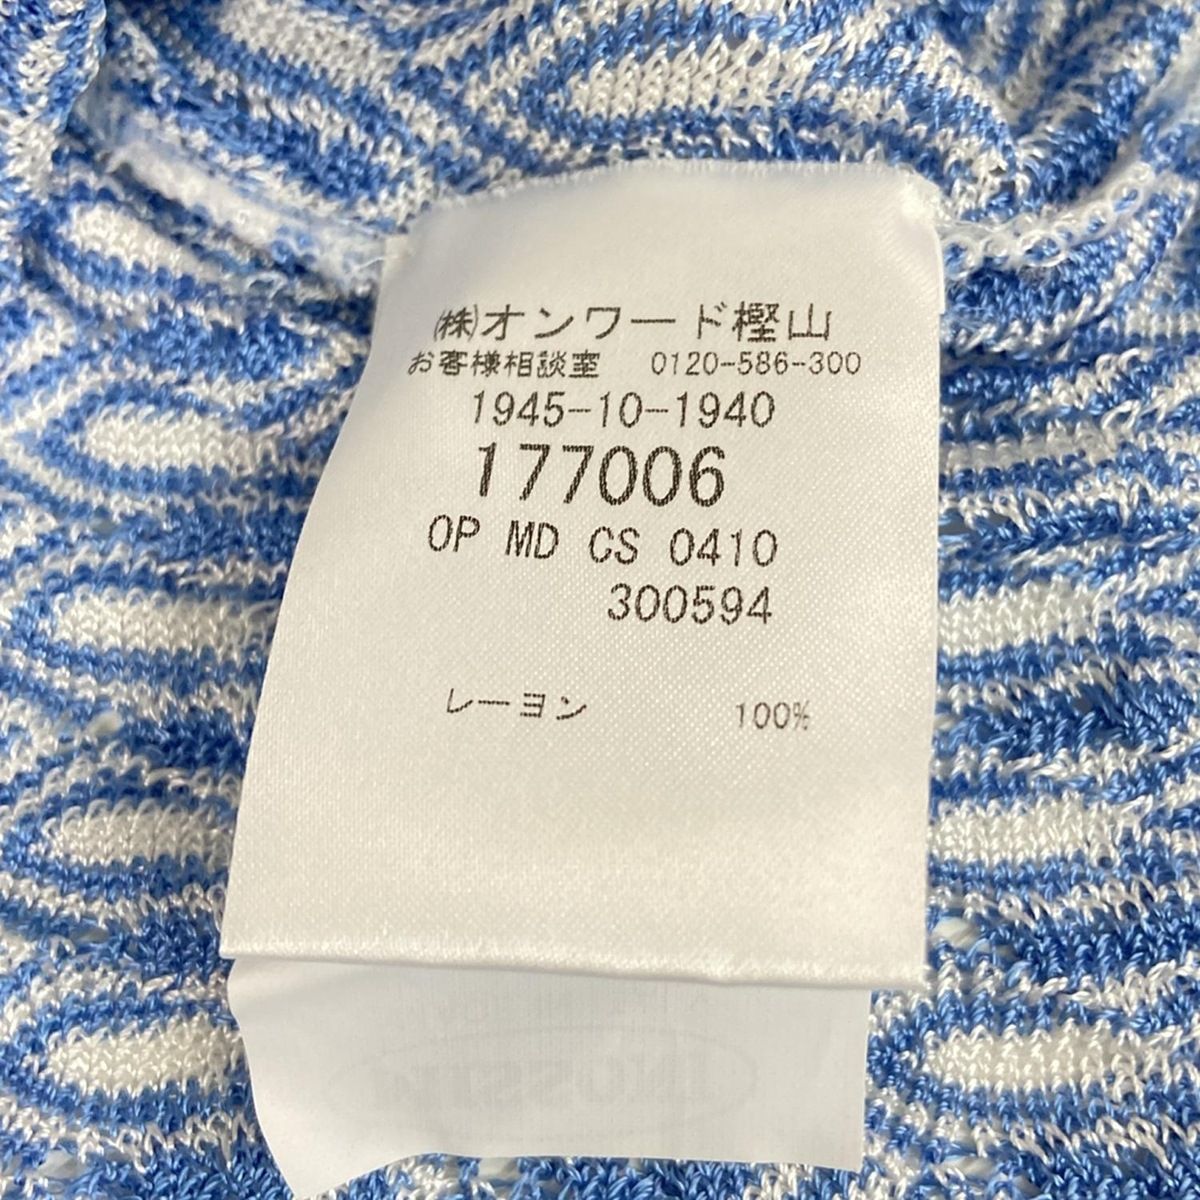 ㈱オンワード樫山
お客様相談室 0120-586-300
1945-10-1940
177006
OP MD CS 0410
300594
レーヨン 100%